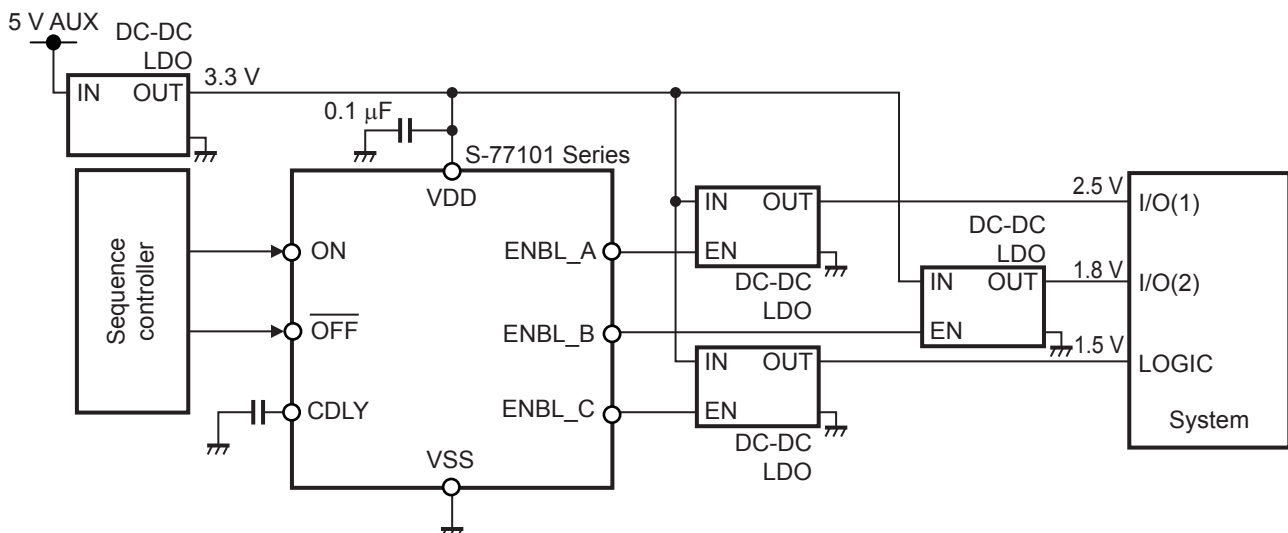 5 V AUX
DC-DC
LDO
IN OUT
3.3 V
0.1 μF
S-77101 Series
VDD
Sequence
controller
ON
OFF
CDLY
VSS
ENBL_A
ENBL_B
ENBL_C
IN OUT
EN
DC-DC
LDO
DC-DC
LDO
IN OUT
EN
IN OUT
EN
DC-DC
LDO
2.5 V
1.8 V
1.5 V
I/O(1)
I/O(2)
LOGIC
System